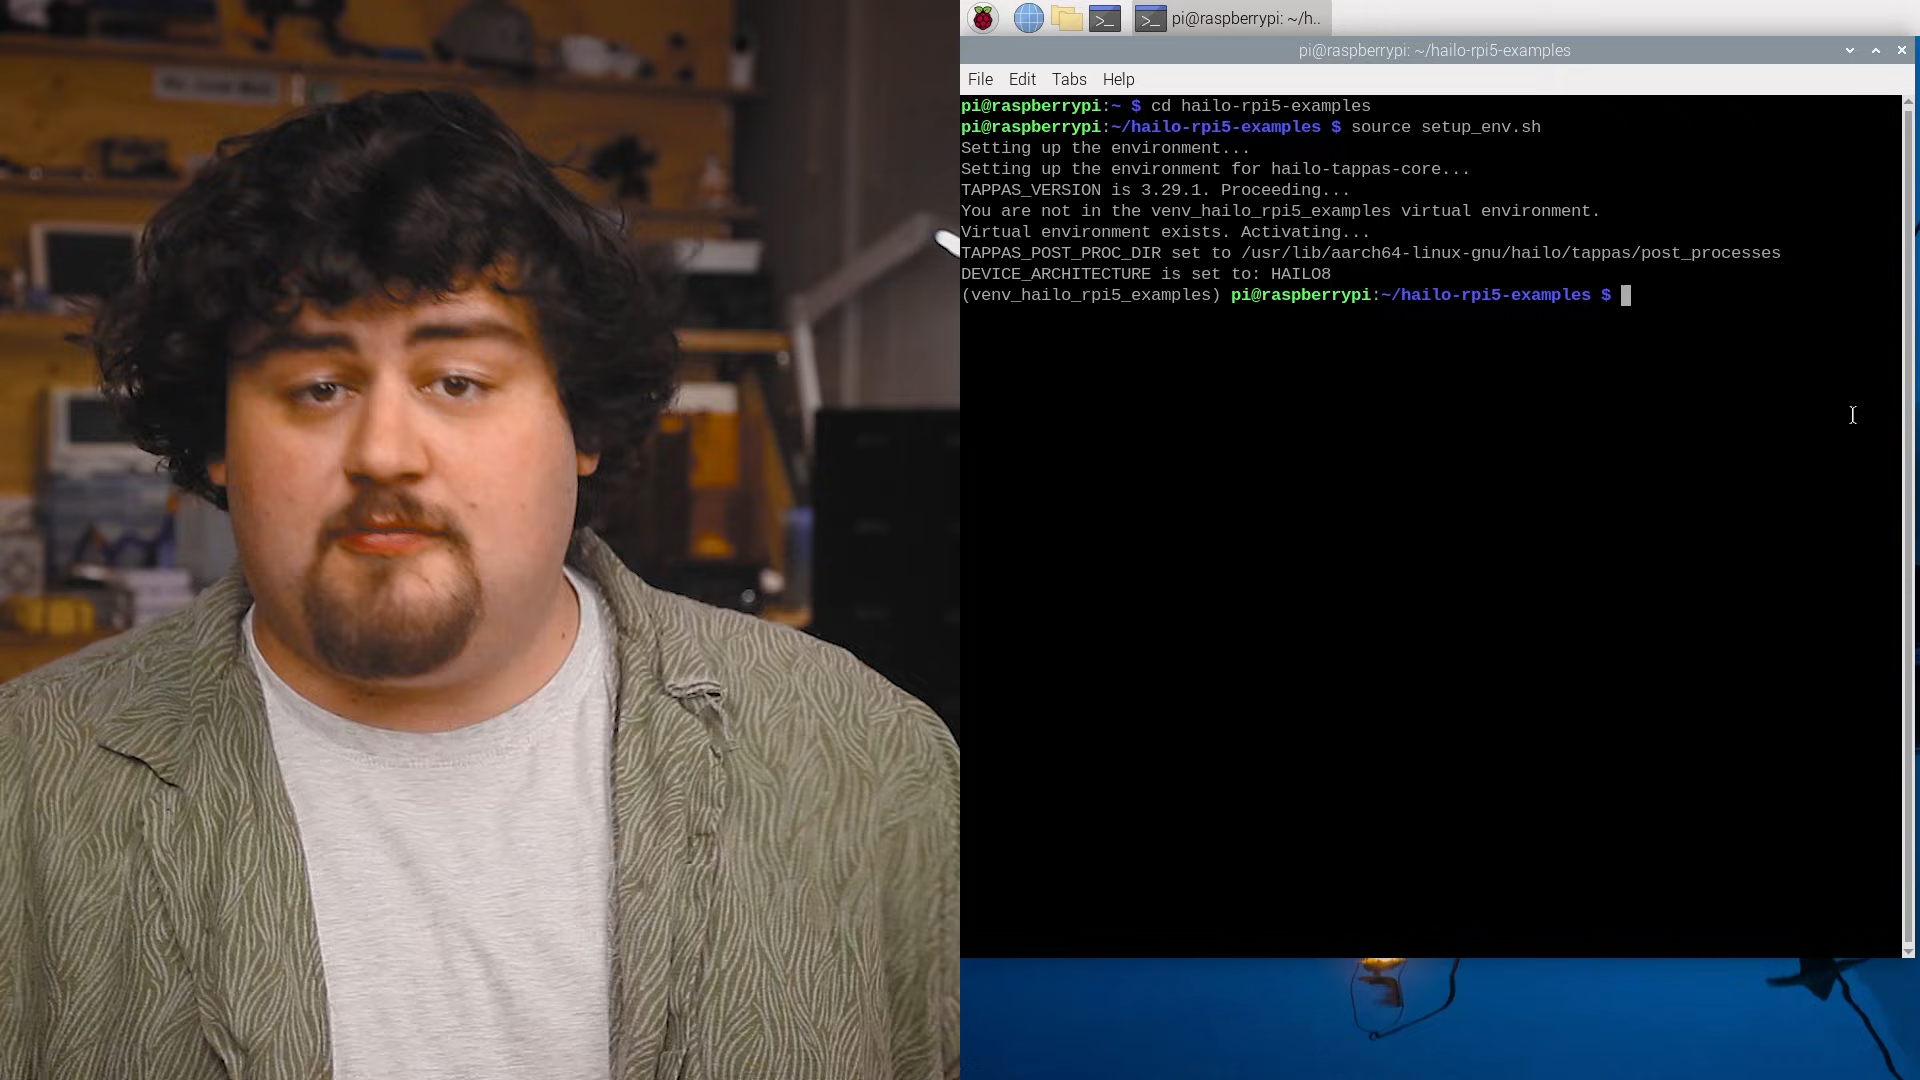 pi@raspberrypi: ~/h..
pi@raspberrypi: ~/hailo-rpi5-examples
File Edit Tabs Help
pi@raspberrypi:~ $ cd hailo-rpi5-examples
pi@raspberrypi:~/hailo-rpi5-examples $ source setup_env.sh
Setting up the environment...
Setting up the environment for hailo-tappas-core...
TAPPAS_VERSION is 3.29.1. Proceeding...
You are not in the venv_hailo_rpi5_examples virtual environment.
Virtual environment exists. Activating...
TAPPAS_POST_PROC_DIR set to /usr/lib/aarch64-linux-gnu/hailo/tappas/post_processes
DEVICE_ARCHITECTURE is set to: HAILO8
(venv_hailo_rpi5_examples) pi@raspberrypi:~/hailo-rpi5-examples $